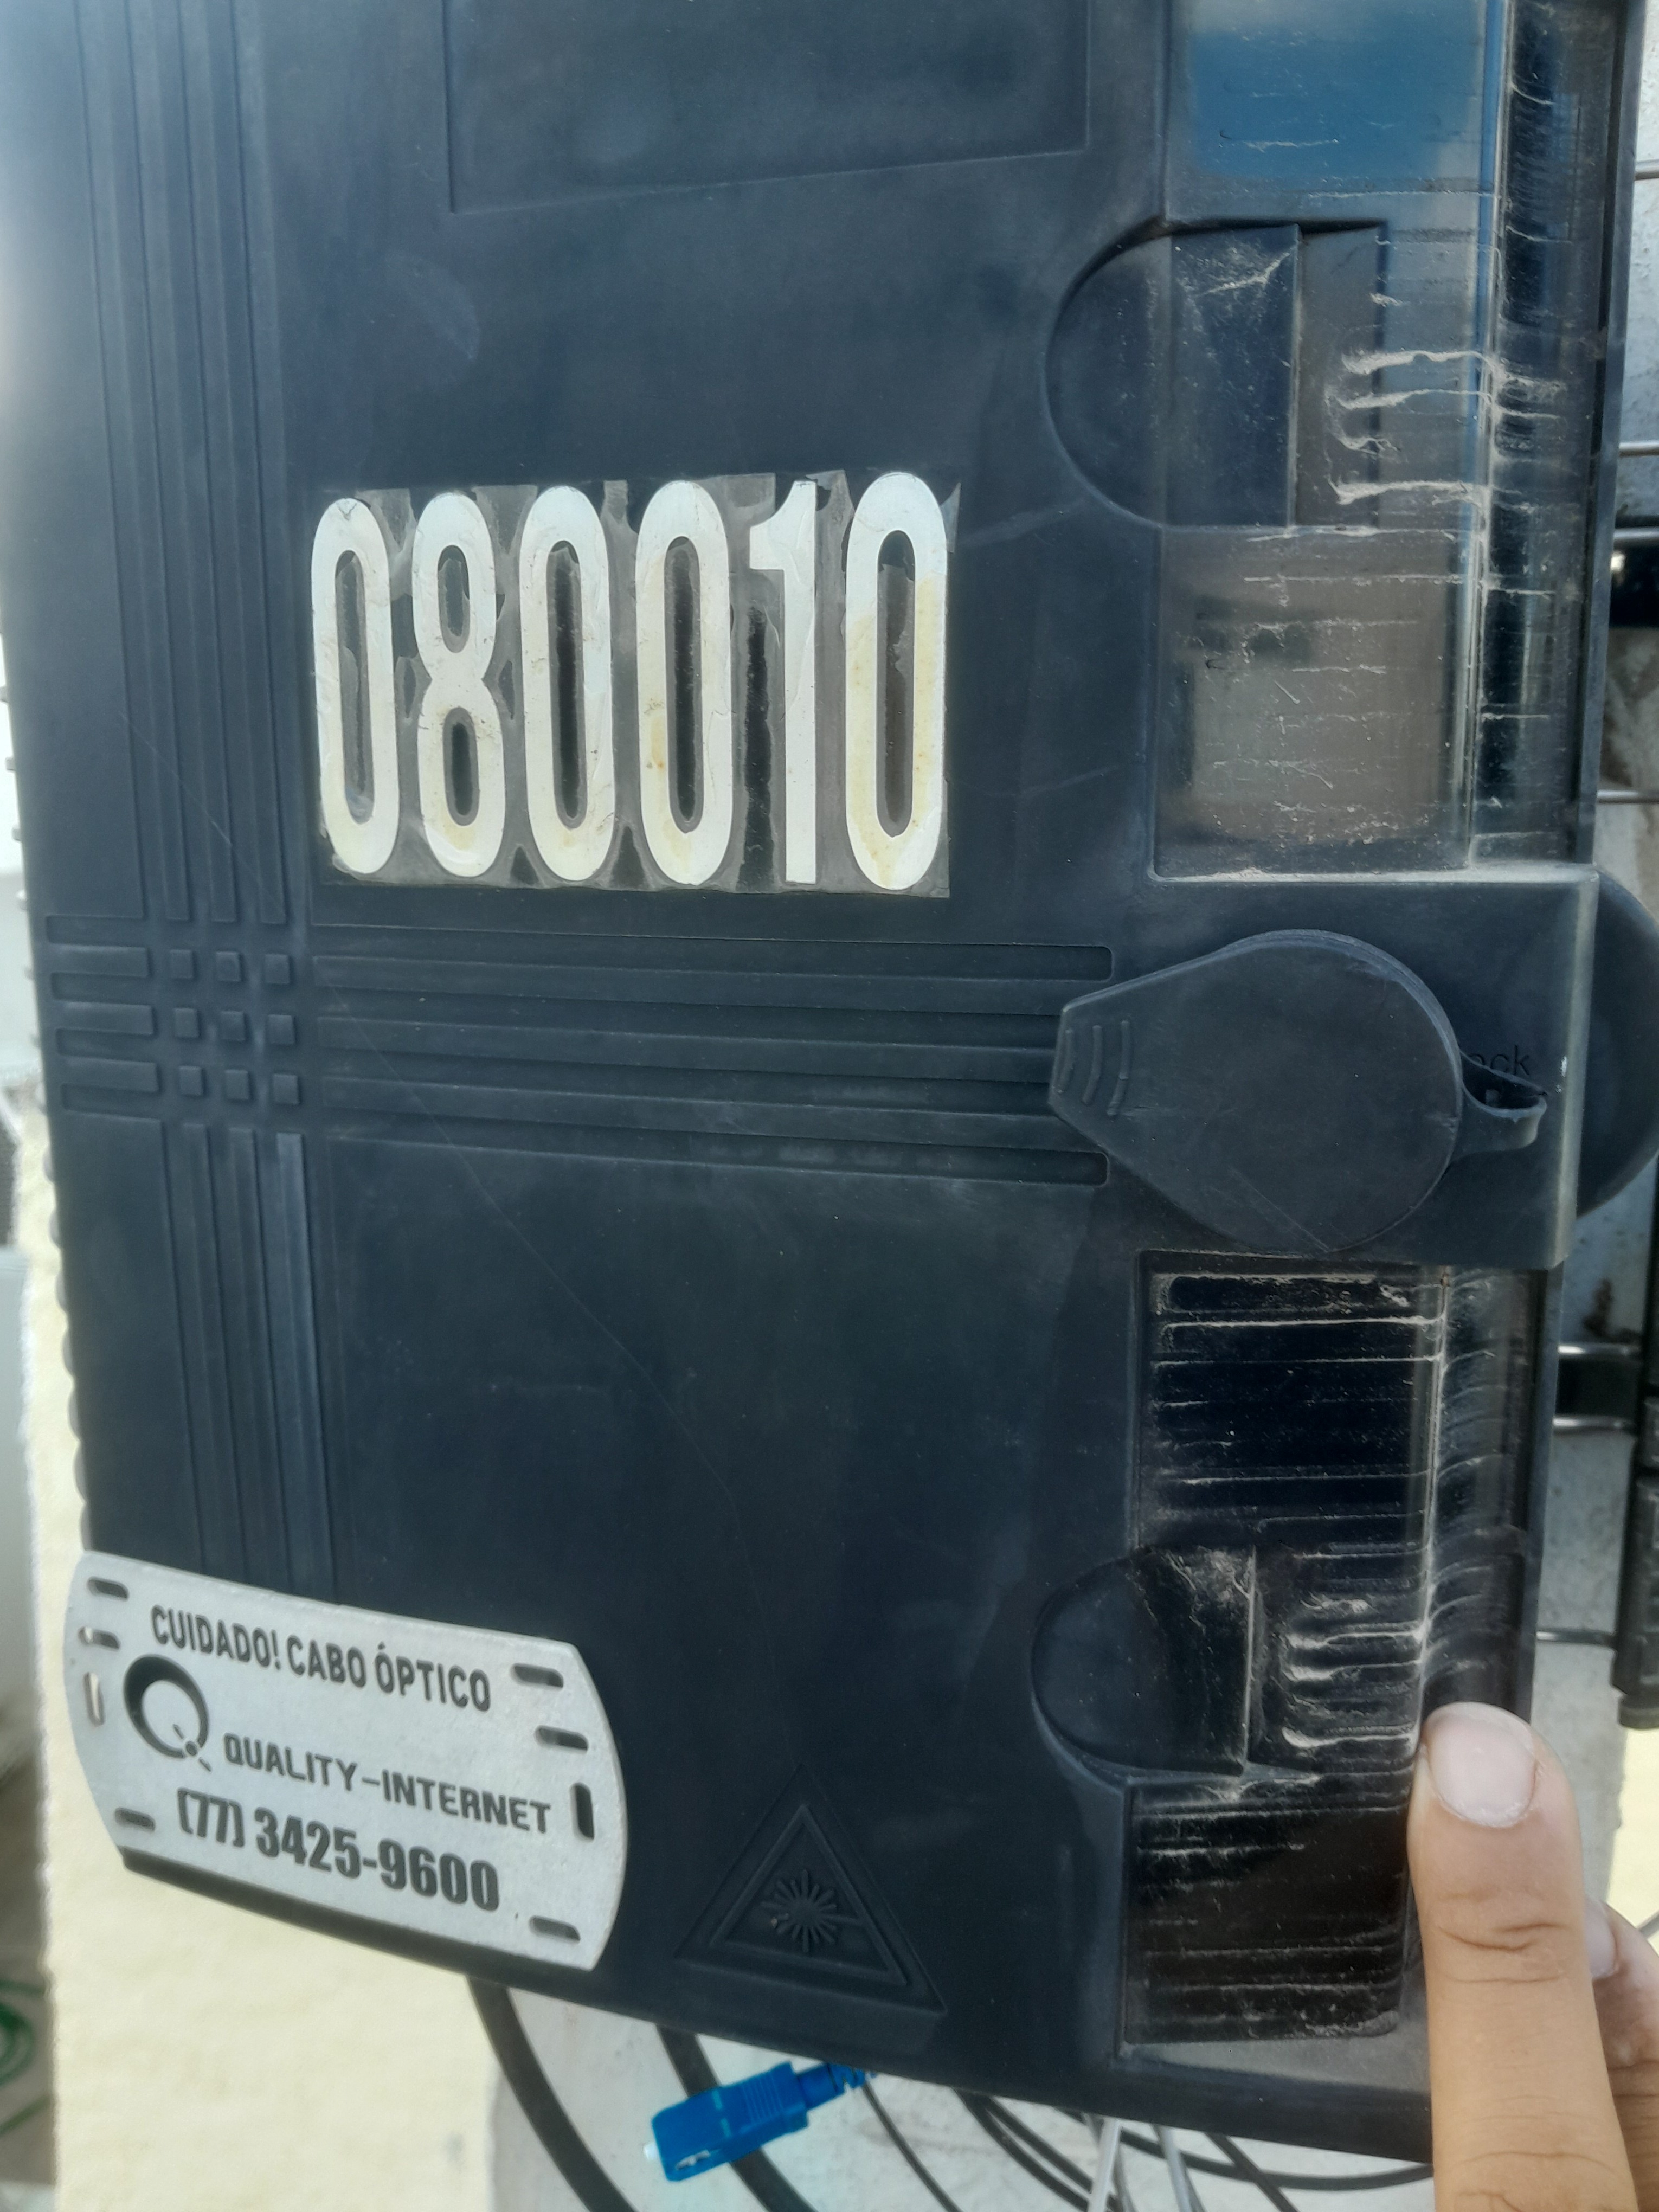 080010
CUIDADO! CABO ÓPTICO
QUALITY-INTERNET
(77) 3425-9600